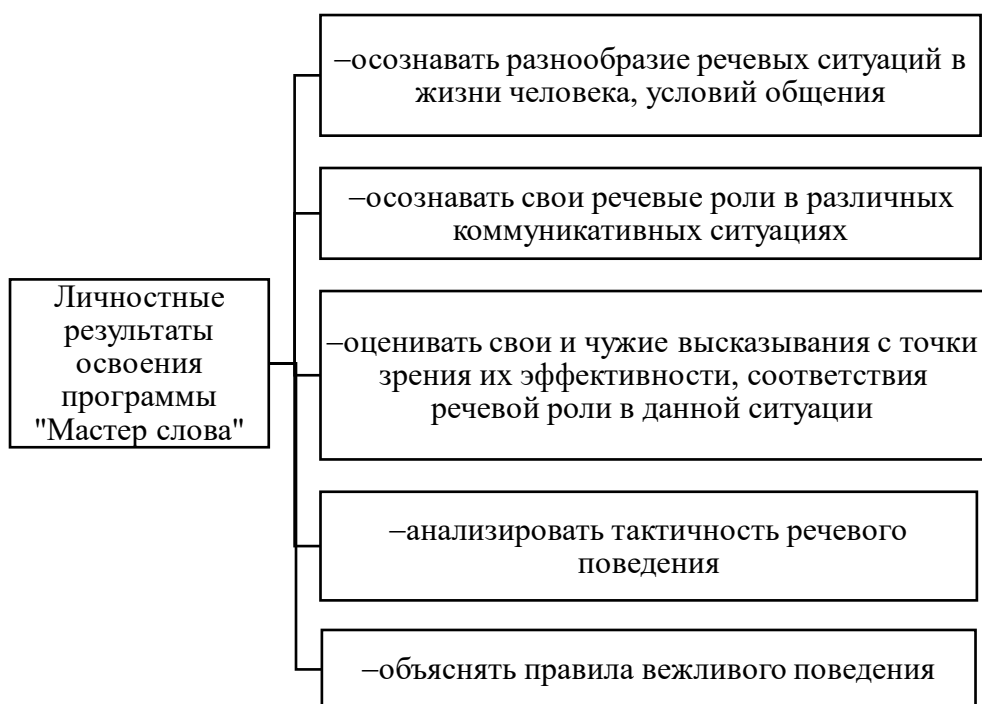 –осознавать разнообразие речевых ситуаций в
жизни человека, условий общения
–осознавать свои речевые роли в различных
коммуникативных ситуациях
Личностные
результаты
освоения
программы
"Мастер слова"
–оценивать свои и чужие высказывания с точки
зрения их эффективности, соответствия
речевой роли в данной ситуации
–анализировать тактичность речевого
поведения
–объяснять правила вежливого поведения